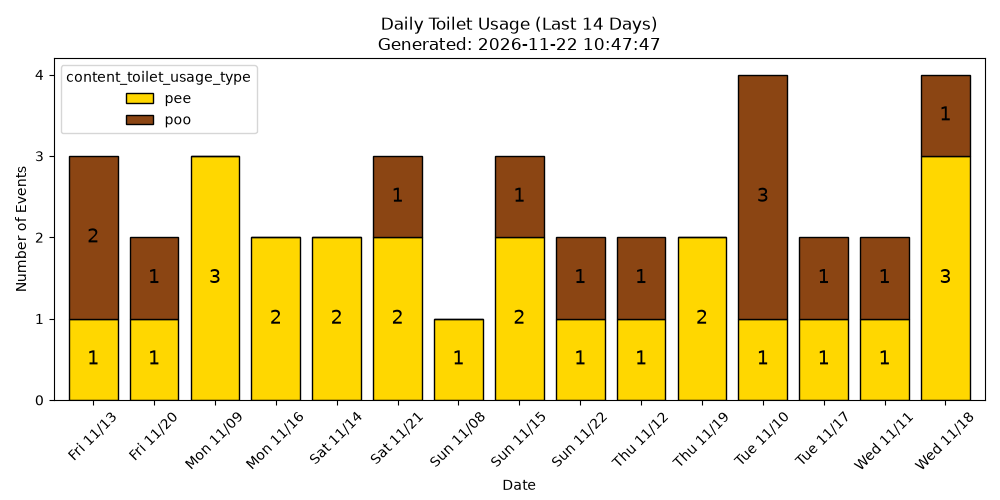 Daily Toilet Usage (Last 14 Days)
Generated: 2026-11-22 10:47:47
content_toilet_usage_type
pee
poo
Number of Events
4
3
2
1
0
2
1
1
1
3
2
2
1
2
1
1
2
1
1
1
1
2
3
1
1
1
1
1
1
3
Fri 11/13
Fri 11/20
Mon 11/09
Mon 11/16
Sat 11/14
Sat 11/21
Sun 11/08
Sun 11/15
Sun 11/22
Thu 11/12
Thu 11/19
Tue 11/10
Tue 11/17
Wed 11/11
Wed 11/18
Date